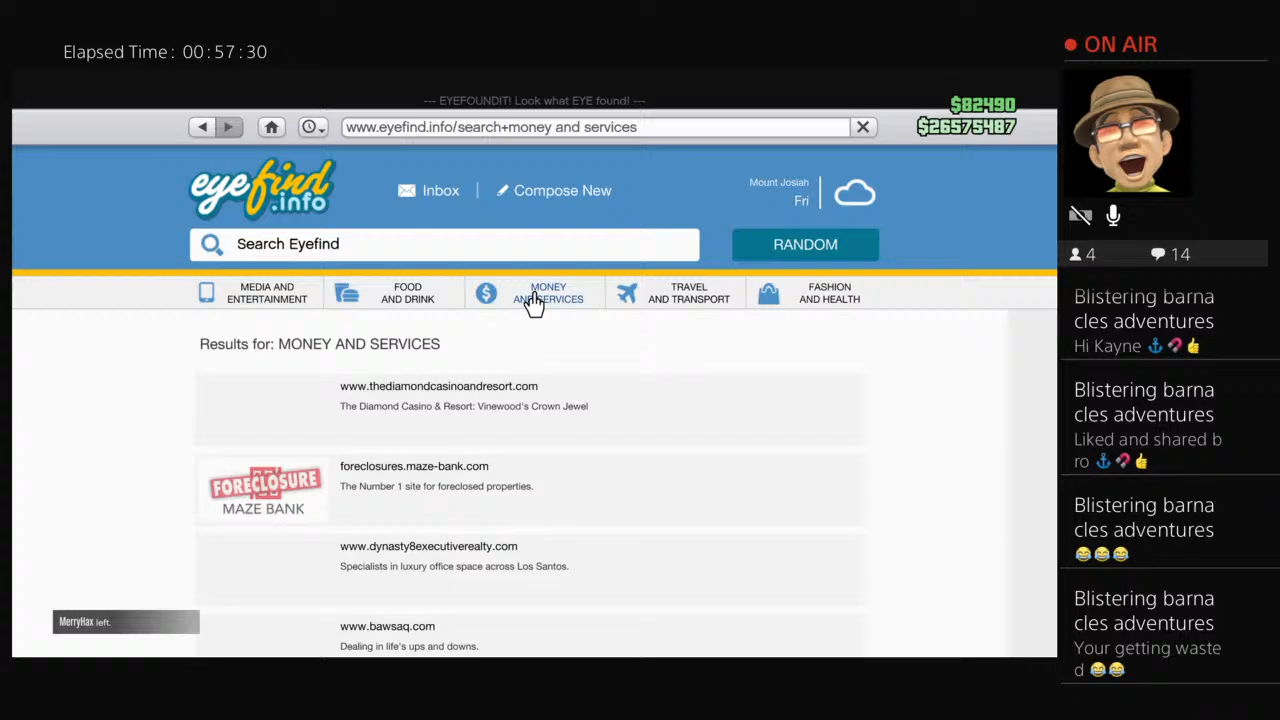 Elapsed Time: 00:57:30
ON AIR
--- EYEFOUNDIT! Look what EYE found! ---
$82490
$26575487
www.eyefind.info/search+money and services
eyefind
.info
Inbox
Compose New
Mount Josiah
Fri
Search Eyefind
RANDOM
MEDIA AND
ENTERTAINMENT
FOOD
AND DRINK
MONEY
AND SERVICES
TRAVEL
AND TRANSPORT
FASHION
AND HEALTH
Results for: MONEY AND SERVICES
www.thediamondcasinoandresort.com
The Diamond Casino & Resort: Vinewood's Crown Jewel
FORECLOSURE
MAZE BANK
foreclosures.maze-bank.com
The Number 1 site for foreclosed properties.
www.dynasty8executiverealty.com
Specialists in luxury office space across Los Santos.
www.bawsaq.com
Dealing in life's ups and downs.
MerryHax left.
4
14
Blistering barna
cles adventures
Hi Kayne ⚓🧲👍
Blistering barna
cles adventures
Liked and shared b
ro ⚓🧲👍
Blistering barna
cles adventures
😂😂😂
Blistering barna
cles adventures
Your getting waste
d 😂😂